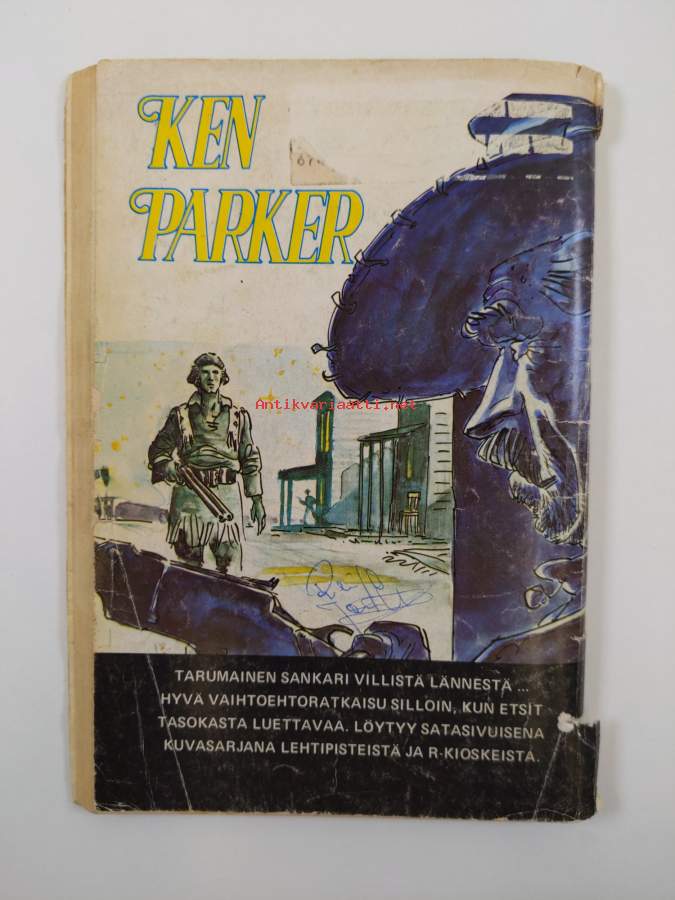 KEN
PARKER
Antikvariaatti.net
TARUMAINEN SANKARI VILLISTÄ LÄNNESTÄ ...
HYVÄ VAIHTOEHTORATKAISU SILLOIN, KUN ETSIT
TASOKASTA LUETTAVAA. LÖYTYY SATASIVUISENA
KUVASARJANA LEHTIPISTEISTÄ JA R-KIOSKEISTA.